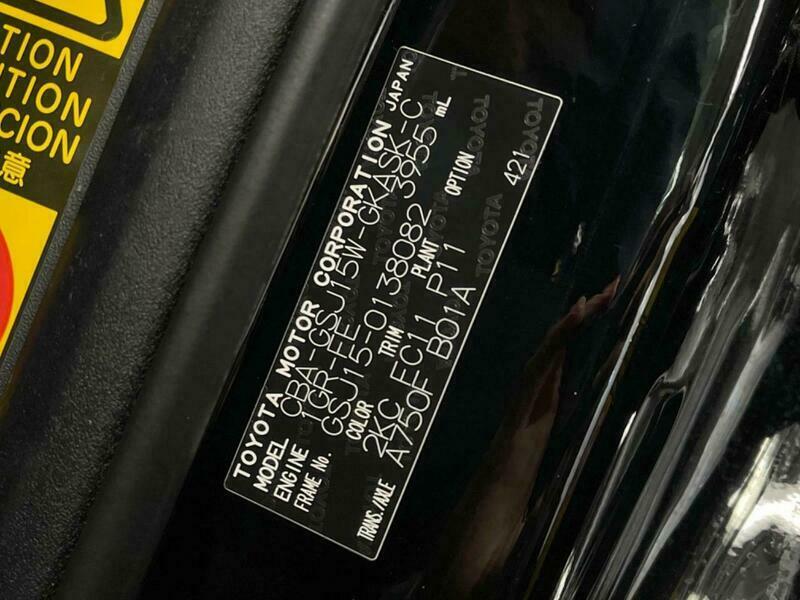 TION
ITION
CION
意
TOYOTA MOTOR CORPORATION JAPAN
MODEL CBA-GSJ15W-GKASK-C
ENGINE 1GR-FE 3955 mL
FRAME No. GSJ15-0138082
COLOR TRIM PLANT OPTION
2KC FC11 P11 421
TRANS./AXLE A750F B01A